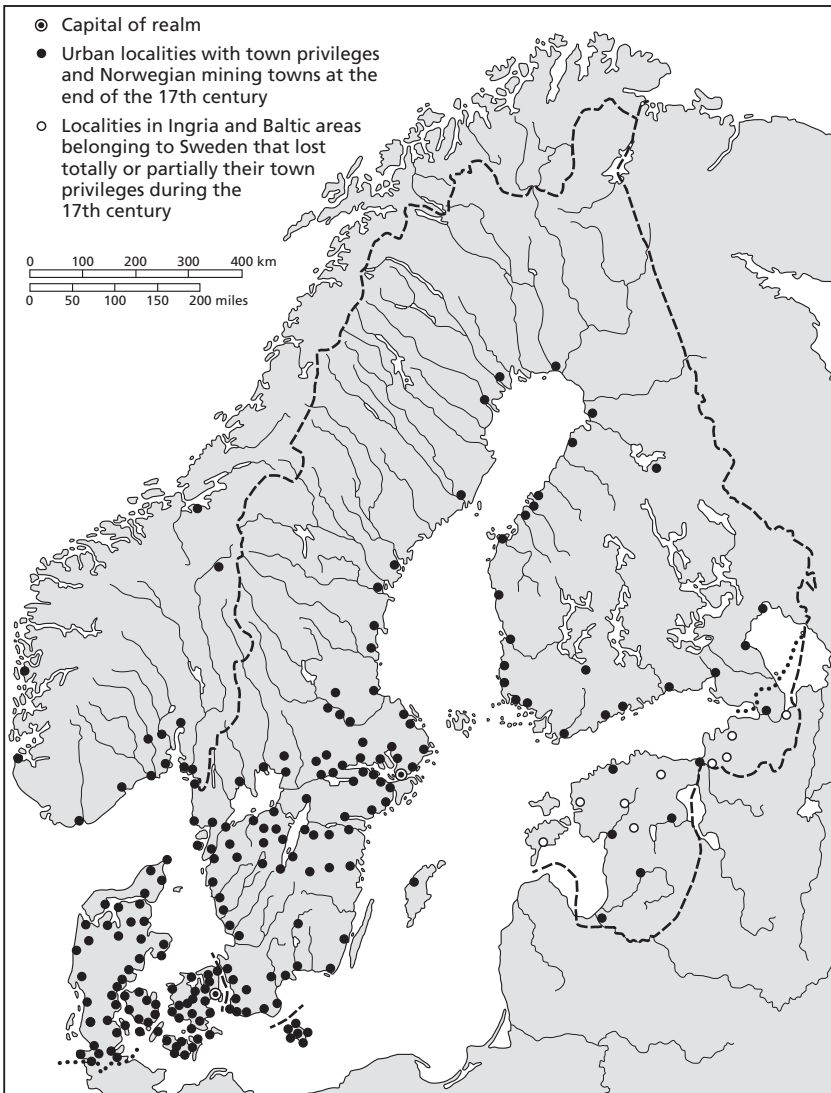 Capital of realm
Urban localities with town privileges
and Norwegian mining towns at the
end of the 17th century
Localities in Ingria and Baltic areas
belonging to Sweden that lost
totally or partially their town
privileges during the
17th century
0 100 200 300 400 km
0 50 100 150 200 miles